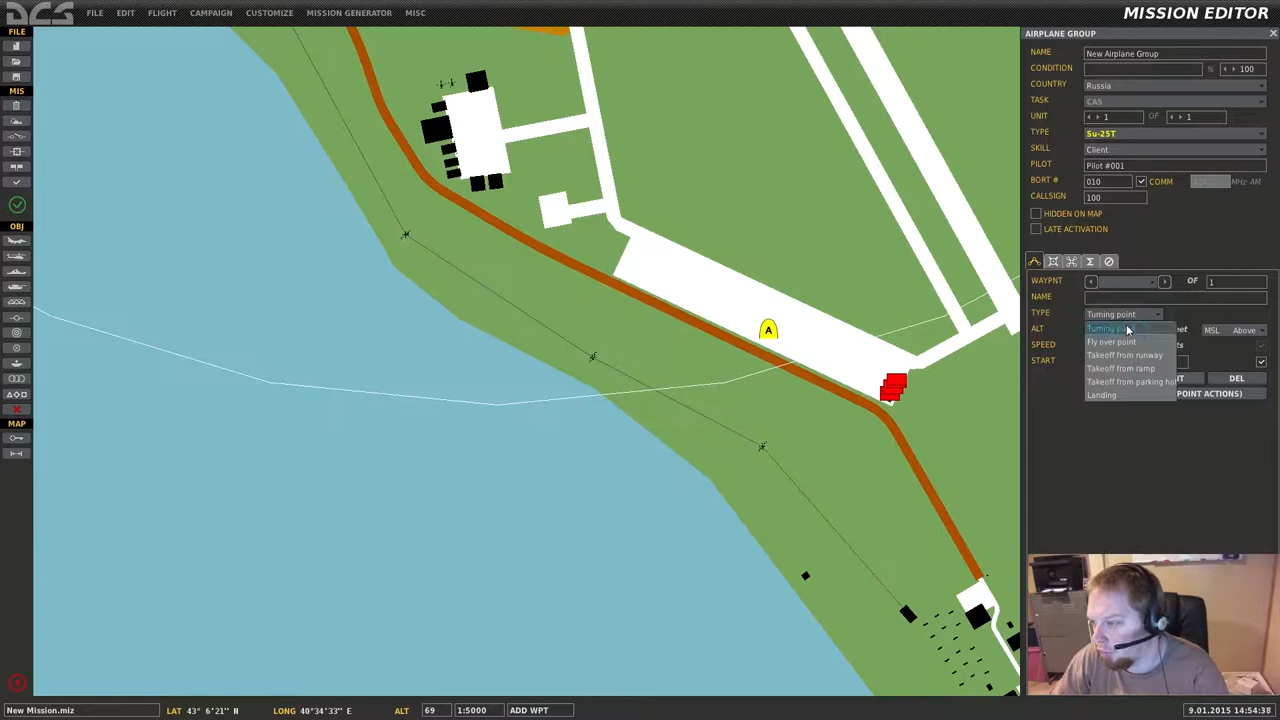 DCS FILE EDIT FLIGHT CAMPAIGN CUSTOMIZE MISSION GENERATOR MISC MISSION EDITOR
FILE
MIS
OBJ
MAP
A
AIRPLANE GROUP
NAME New Airplane Group
CONDITION % 100
COUNTRY Russia
TASK CAS
UNIT 1 OF 1
TYPE Su-25T
SKILL Client
PILOT Pilot #001
BORT # 010 COMM MHz AM
CALLSIGN 100
HIDDEN ON MAP
LATE ACTIVATION
WAYPNT OF 1
NAME
TYPE Turning point
ALT Turning MSL Above
Fly over point
SPEED Takeoff from runway
START Takeoff from ramp
Takeoff from parking DEL
Landing POINT ACTIONS)
New Mission.miz LAT 43° 6'21" N LONG 40°34'33" E ALT 69 1:5000 ADD WPT 9.01.2015 14:54:38